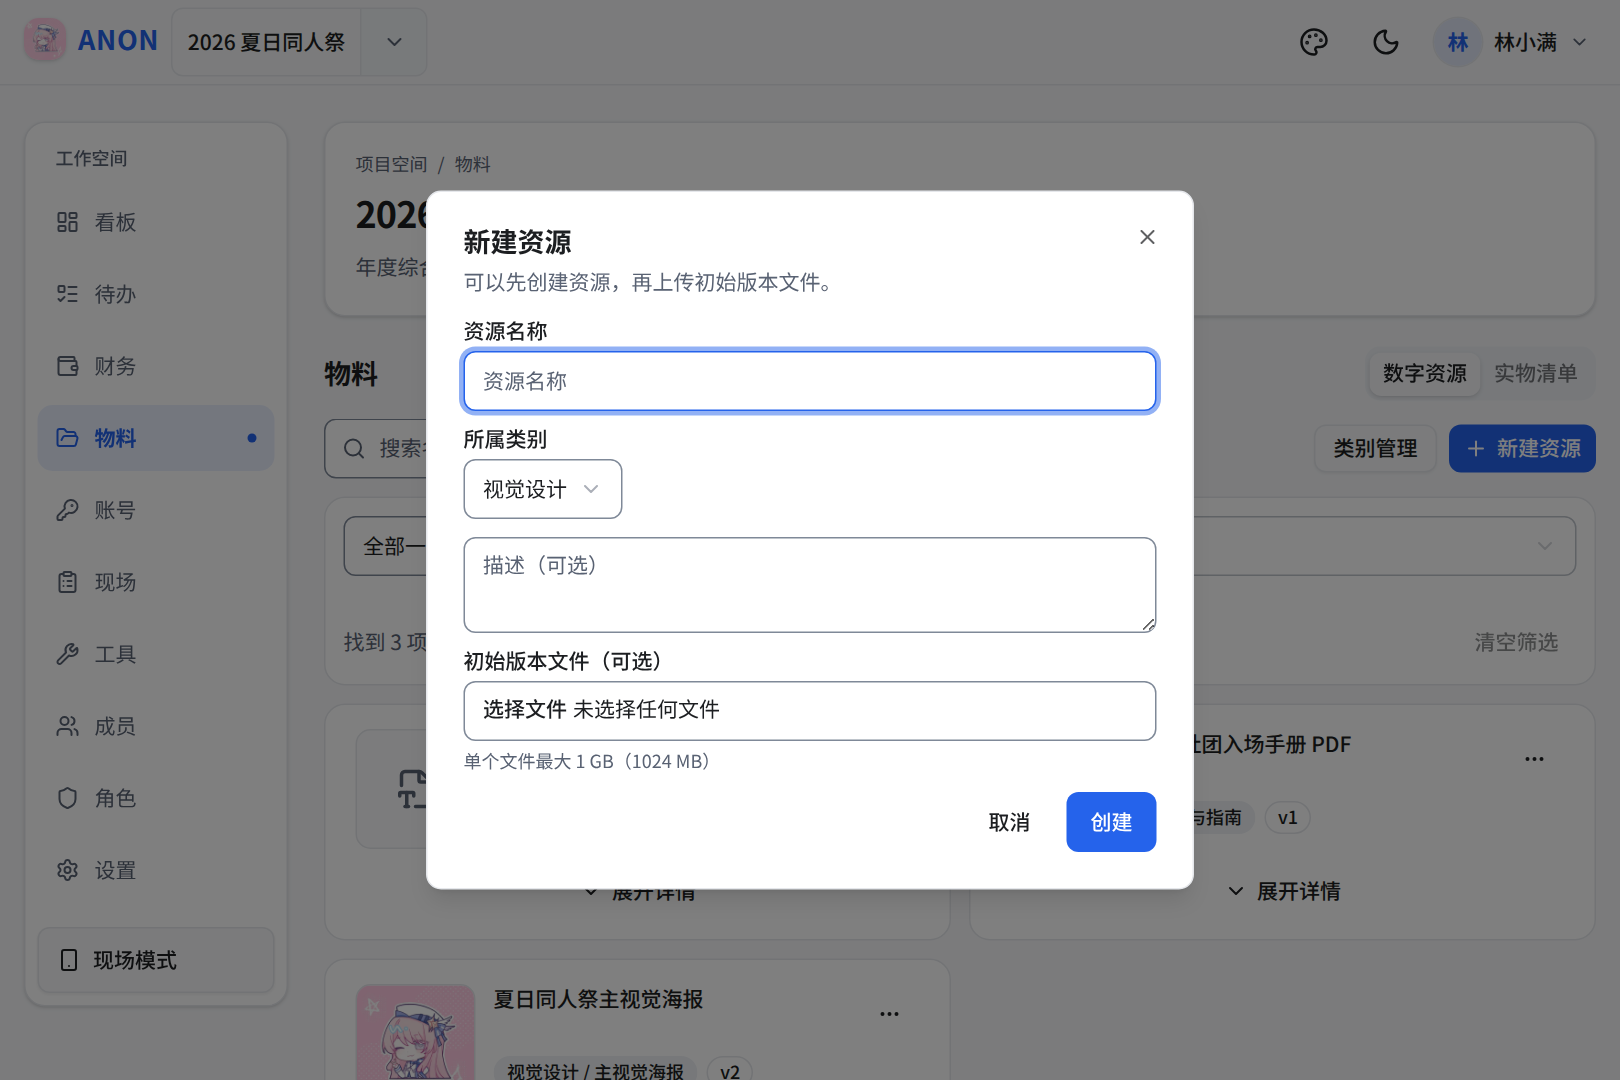 ANON
2026 夏日同人祭
林
林小满
工作空间
看板
待办
财务
物料
账号
现场
工具
成员
角色
设置
现场模式
项目空间 / 物料
2026
年度综合
物料
数字资源
实物清单
搜索
类别管理
新建资源
全部一
找到 3 项
清空筛选
新建资源
可以先创建资源，再上传初始版本文件。
资源名称
资源名称
所属类别
视觉设计
描述（可选）
初始版本文件（可选）
选择文件 未选择任何文件
单个文件最大 1 GB（1024 MB）
取消
创建
社团入场手册 PDF
与指南
v1
展开详情
展开详情
夏日同人祭主视觉海报
视觉设计 / 主视觉海报
v2